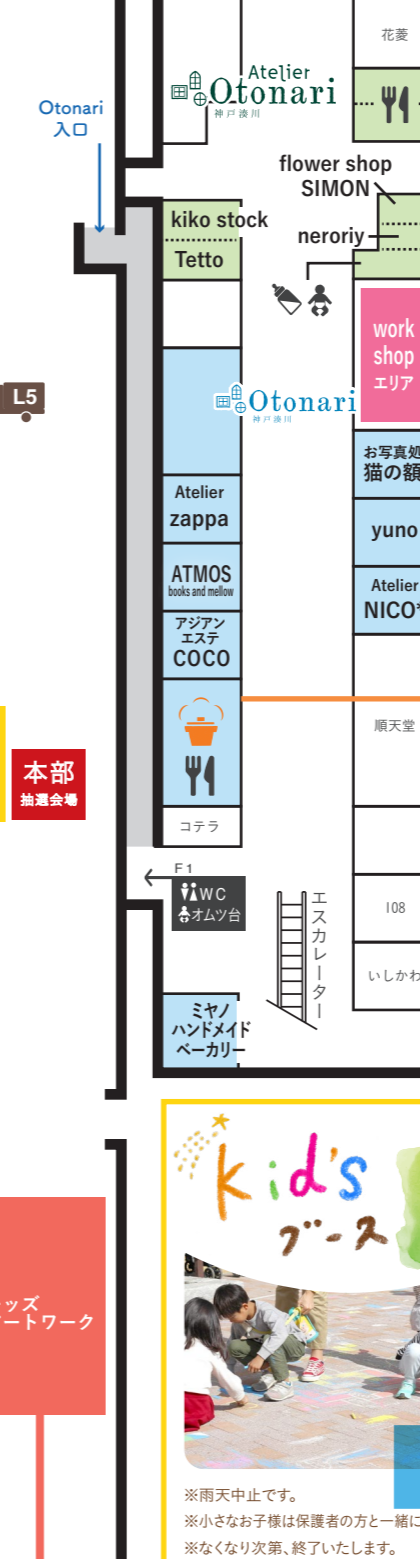 花菱
Atelier
Otonari
神戸湊川
Otonari
入口
flower shop
SIMON
kiko stock
neroriy
Tetto
work
shop
エリア
L5
Otonari
神戸湊川
お写真処
猫の額
Atelier
zappa
yuno
ATMOS
books and mellow
Atelier
NICO*
アジアン
エステ
COCO
順天堂
本部
抽選会場
コテラ
F1
WC
オムツ台
エスカレーター
108
いしかわ
ミヤノ
ハンドメイド
ベーカリー
kid's
ブース
ッズ
ートワーク
※雨天中止です。
※小さなお子様は保護者の方と一緒に
※なくなり次第、終了いたします。